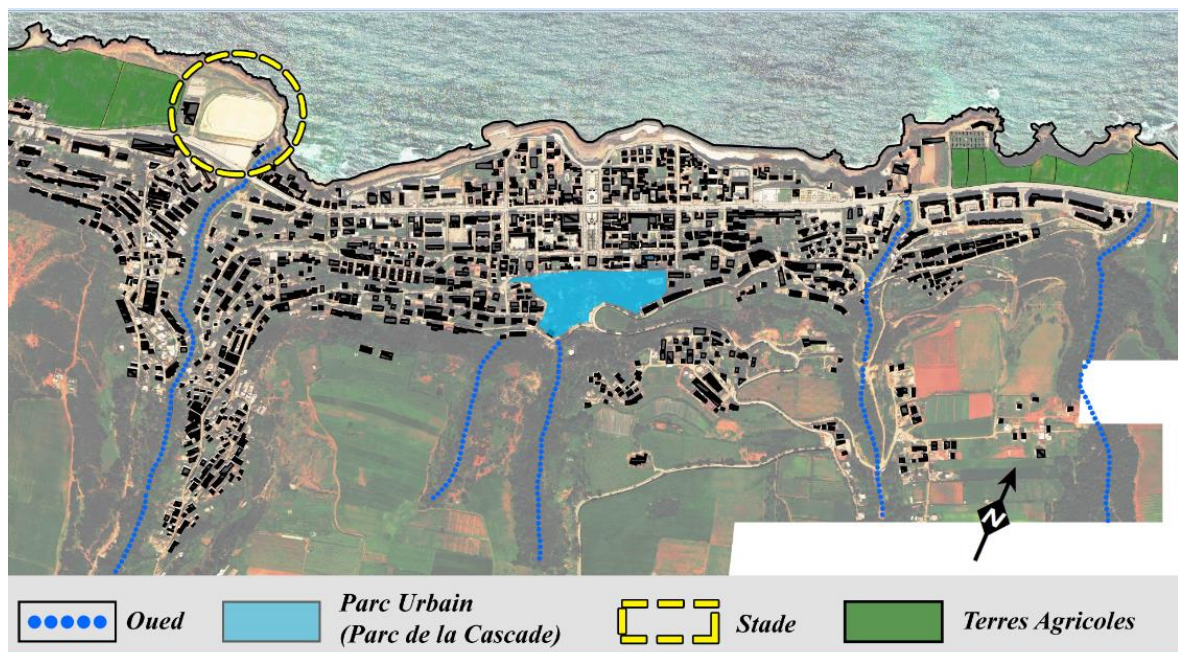 N
Oued
Parc Urbain
(Parc de la Cascade)
Stade
Terres Agricoles